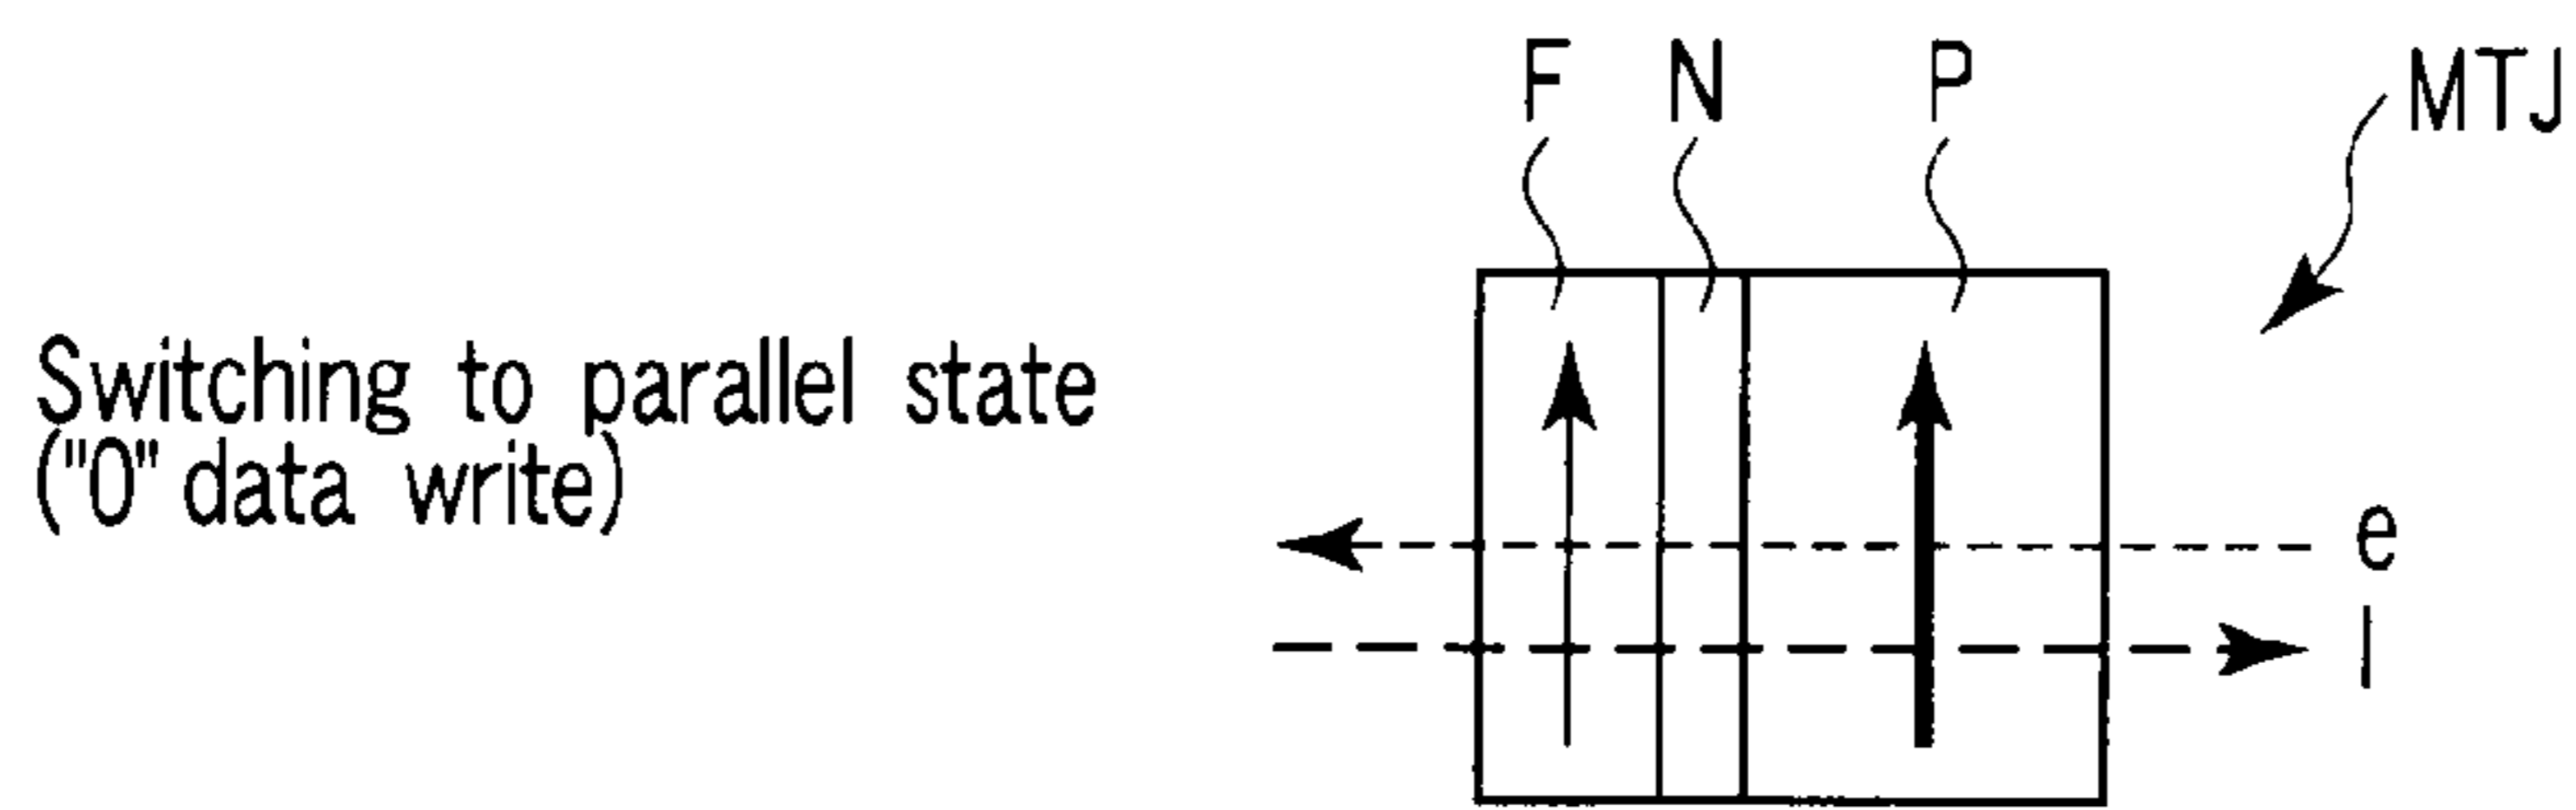 F N P MTJ
Switching to parallel state
("0" data write)
e
I